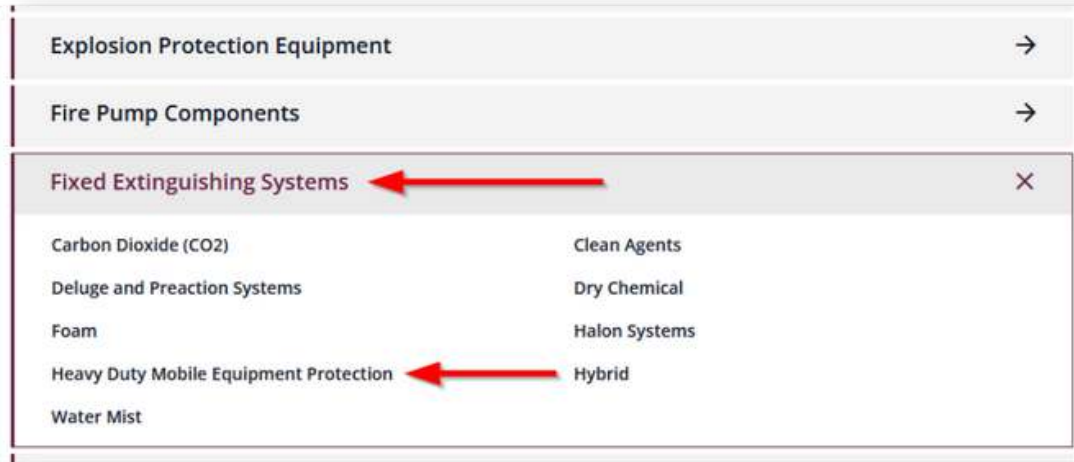 Explosion Protection Equipment
Fire Pump Components
Fixed Extinguishing Systems
Carbon Dioxide (CO2)
Clean Agents
Deluge and Preaction Systems
Dry Chemical
Foam
Halon Systems
Heavy Duty Mobile Equipment Protection
Hybrid
Water Mist